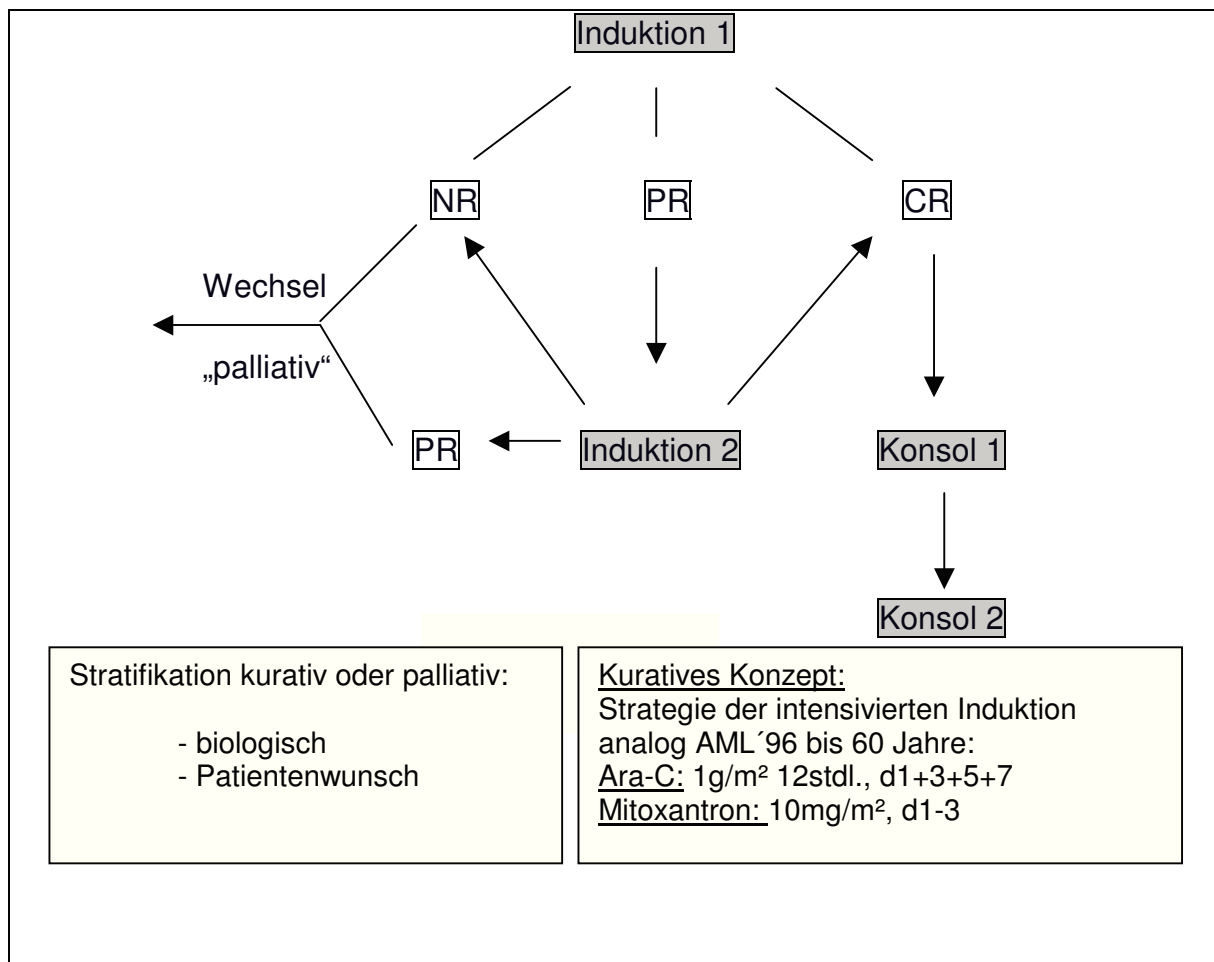 Induktion 1
NR PR CR
Wechsel
„palliativ“
PR Induktion 2 Konsol 1
Konsol 2
Stratifikation kurativ oder palliativ:
- biologisch
- Patientenwunsch
Kuratives Konzept:
Strategie der intensivierten Induktion
analog AML´96 bis 60 Jahre:
Ara-C: 1g/m² 12stdl., d1+3+5+7
Mitoxantron: 10mg/m², d1-3